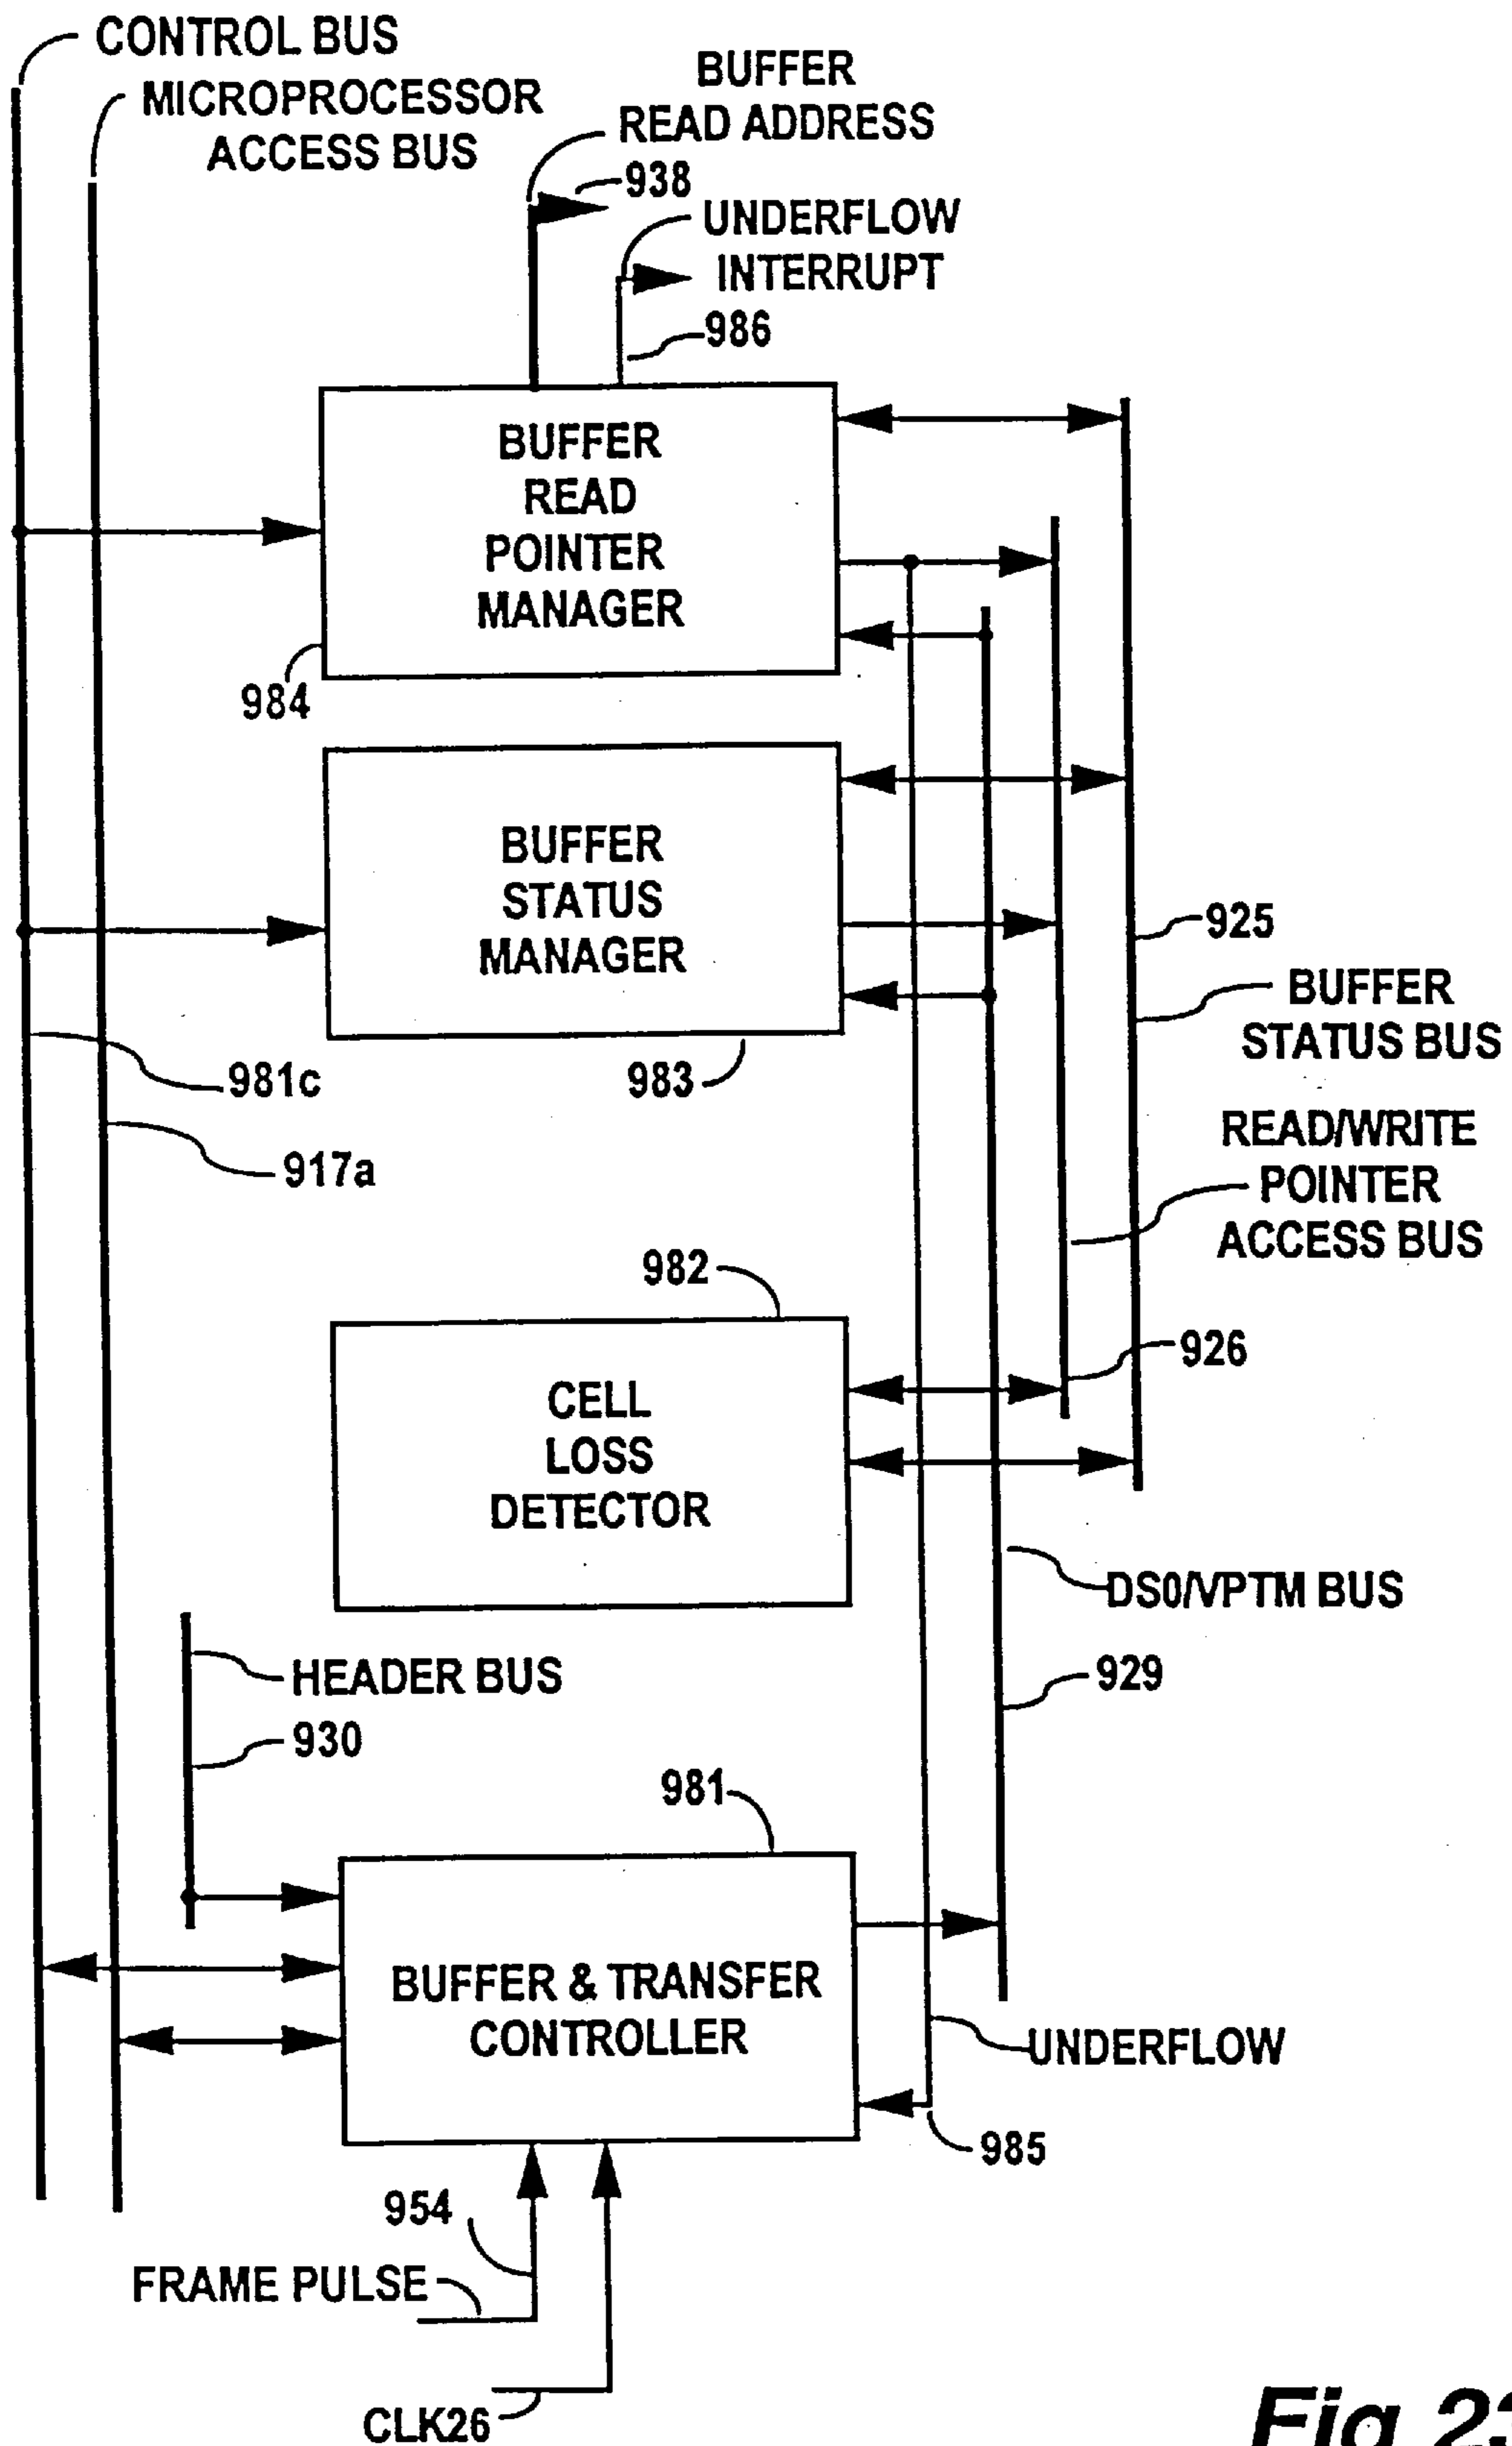 CONTROL BUS
MICROPROCESSOR
ACCESS BUS
BUFFER
READ ADDRESS
938
UNDERFLOW
INTERRUPT
986
BUFFER
READ
POINTER
MANAGER
984
BUFFER
STATUS
MANAGER
983
925
BUFFER
STATUS BUS
981c
917a
READ/WRITE
POINTER
ACCESS BUS
982
926
CELL
LOSS
DETECTOR
DS0/VPTM BUS
HEADER BUS
929
930
981
BUFFER & TRANSFER
CONTROLLER
UNDERFLOW
985
954
FRAME PULSE
CLK26